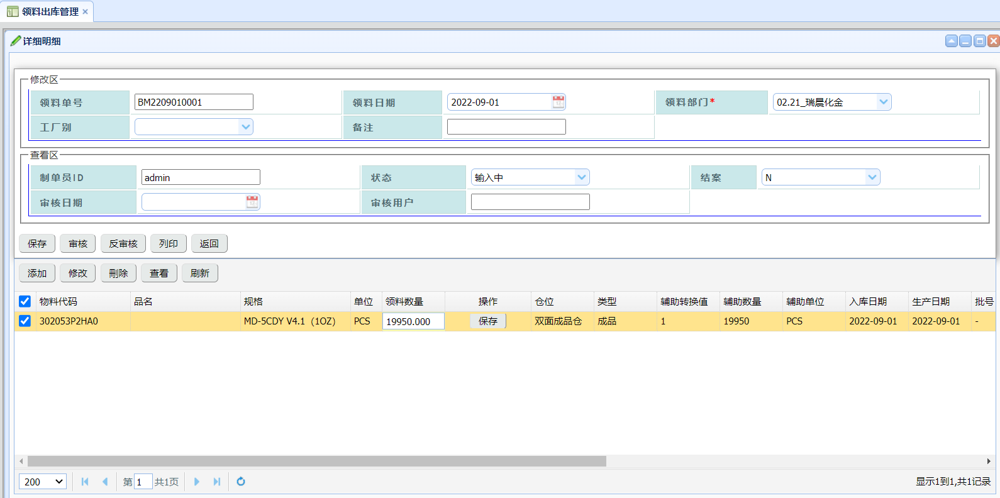 领料出库管理
详细明细
修改区
领料单号 BM2209010001 领料日期 2022-09-01 领料部门* 02.21_瑞晨化金
工厂别 备注
查看区
制单员ID admin 状态 输入中 结案 N
审核日期 审核用户
保存 审核 反审核 列印 返回
添加 修改 刪除 查看 刷新
物料代码 品名 规格 单位 领料数量 操作 仓位 类型 辅助转换值 辅助数量 辅助单位 入库日期 生产日期 批号
302053P2HA0 MD-5CDY V4.1（1OZ） PCS 19950.000 保存 双面成品仓 成品 1 19950 PCS 2022-09-01 2022-09-01 -
200 第 1 共1页 显示1到1,共1记录